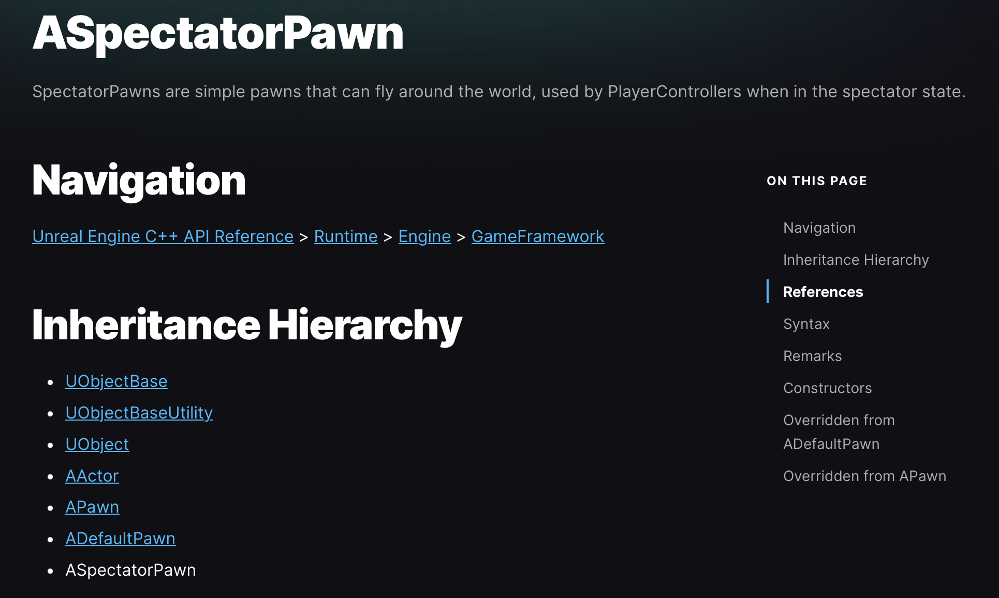 ASpectatorPawn
SpectatorPawns are simple pawns that can fly around the world, used by PlayerControllers when in the spectator state.
Navigation
Unreal Engine C++ API Reference > Runtime > Engine > GameFramework
Inheritance Hierarchy
UObjectBase
UObjectBaseUtility
UObject
AActor
APawn
ADefaultPawn
ASpectatorPawn
ON THIS PAGE
Navigation
Inheritance Hierarchy
References
Syntax
Remarks
Constructors
Overridden from
ADefaultPawn
Overridden from APawn